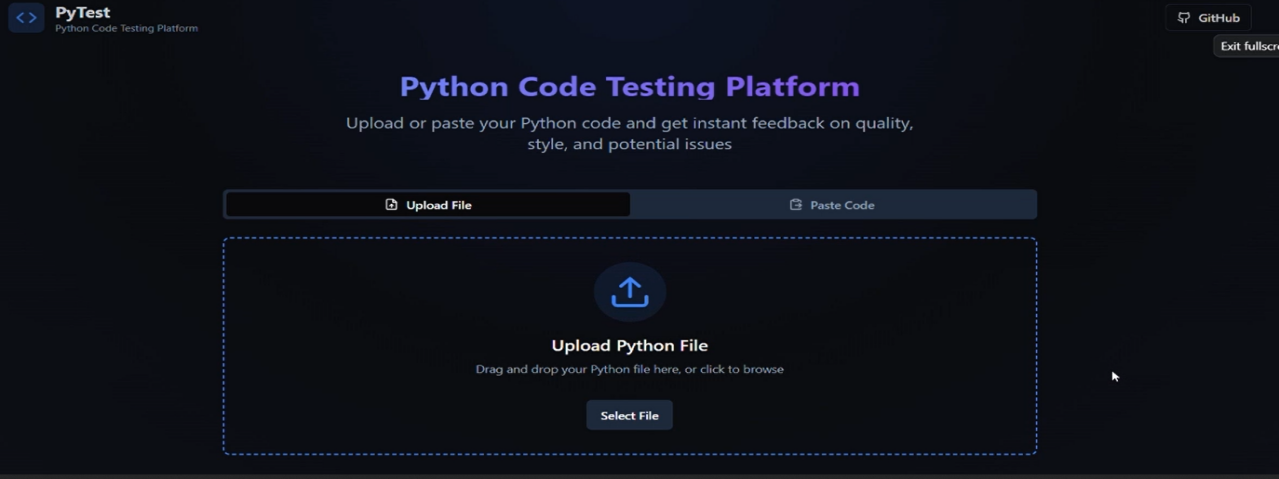 PyTest
Python Code Testing Platform
GitHub
Exit fullscr
Python Code Testing Platform
Upload or paste your Python code and get instant feedback on quality,
style, and potential issues
Upload File
Paste Code
Upload Python File
Drag and drop your Python file here, or click to browse
Select File